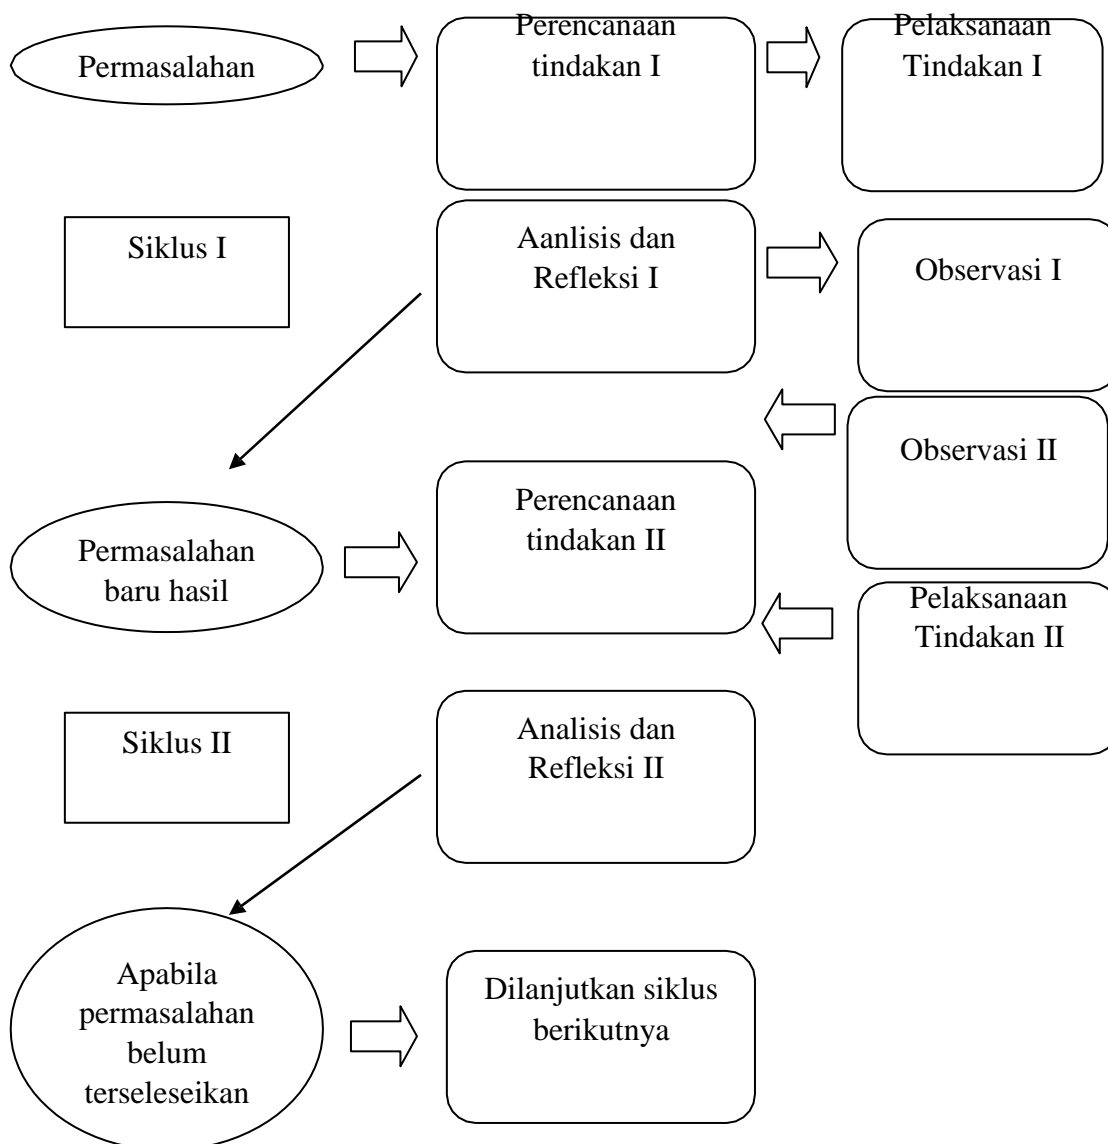 Permasalahan
Perencanaan
tindakan I
Pelaksanaan
Tindakan I
Siklus I
Aanlisis dan
Refleksi I
Observasi I
Observasi II
Permasalahan
baru hasil
Perencanaan
tindakan II
Pelaksanaan
Tindakan II
Siklus II
Analisis dan
Refleksi II
Apabila
permasalahan
belum
terseleseikan
Dilanjutkan siklus
berikutnya